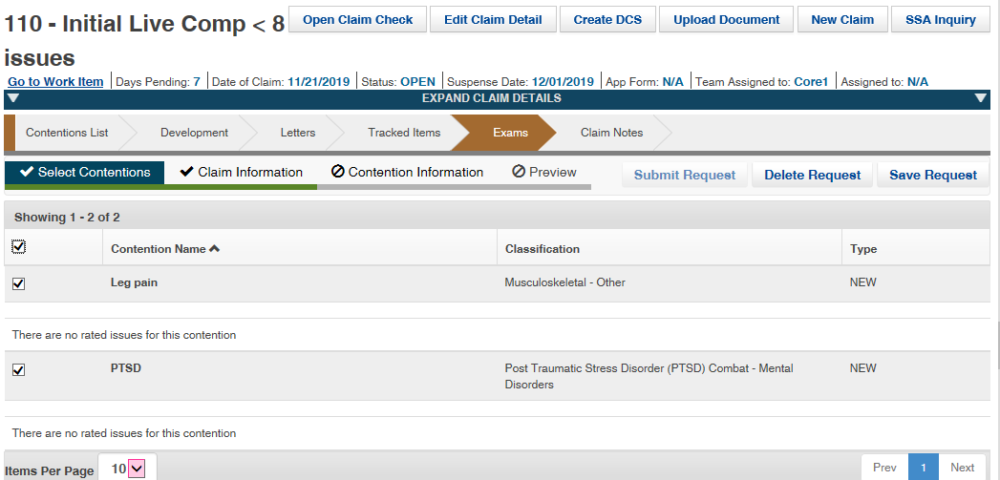 110 - Initial Live Comp < 8 issues
Open Claim Check Edit Claim Detail Create DCS Upload Document New Claim SSA Inquiry
Go to Work Item Days Pending: 7 Date of Claim: 11/21/2019 Status: OPEN Suspense Date: 12/01/2019 App Form: N/A Team Assigned to: Core1 Assigned to: N/A
EXPAND CLAIM DETAILS
Contentions List Development Letters Tracked Items Exams Claim Notes
Select Contentions Claim Information Contention Information Preview Submit Request Delete Request Save Request
Showing 1 - 2 of 2
Contention Name Classification Type
Leg pain Musculoskeletal - Other NEW
There are no rated issues for this contention
PTSD Post Traumatic Stress Disorder (PTSD) Combat - Mental NEW
Disorders
There are no rated issues for this contention
Items Per Page 10 Prev 1 Next